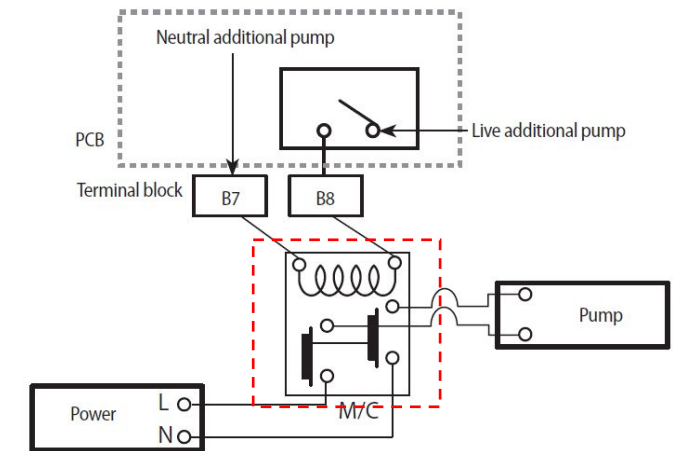 Neutral additional pump
Live additional pump
PCB
Terminal block
B7
B8
Pump
Power
L
N
M/C